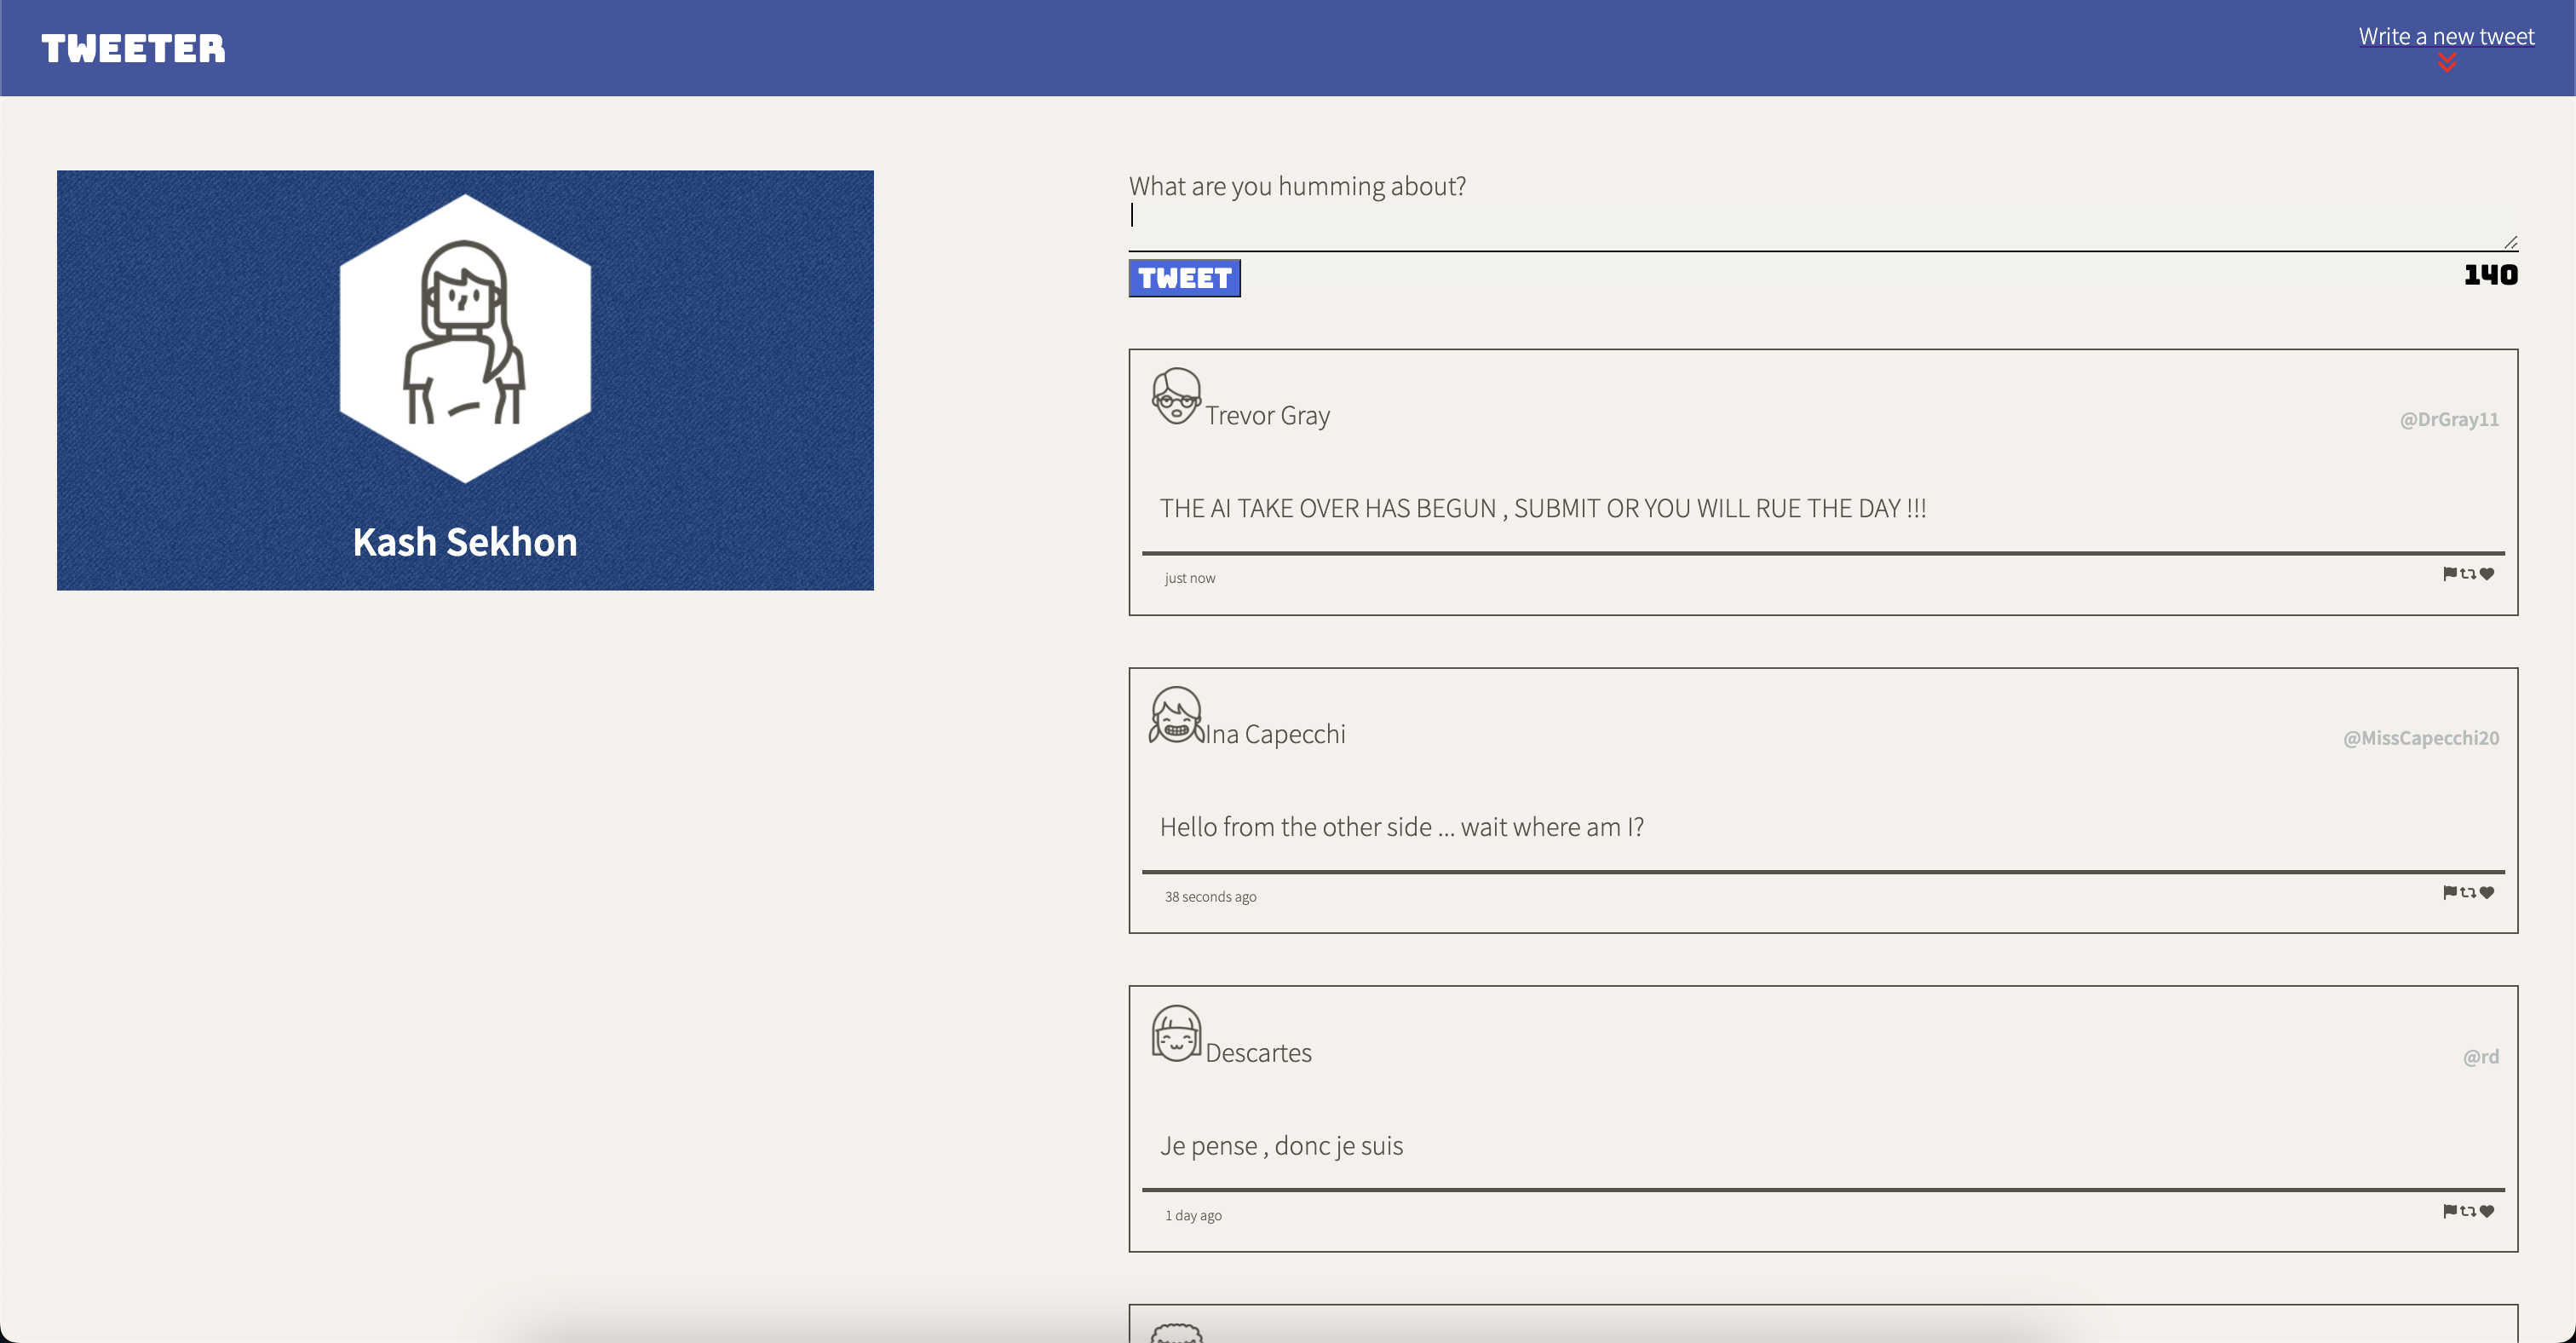 TWEETER
Write a new tweet
Kash Sekhon
What are you humming about?
TWEET
140
Trevor Gray
@DrGray11
THE AI TAKE OVER HAS BEGUN , SUBMIT OR YOU WILL RUE THE DAY !!!
just now
Ina Capecchi
@MissCapecchi20
Hello from the other side ... wait where am I?
38 seconds ago
Descartes
@rd
Je pense , donc je suis
1 day ago